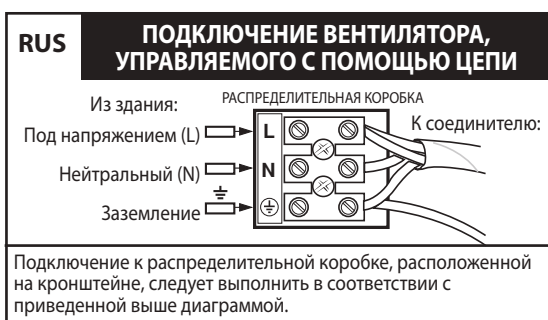 RUS
ПОДКЛЮЧЕНИЕ ВЕНТИЛЯТОРА,
УПРАВЛЯЕМОГО С ПОМОЩЬЮ ЦЕПИ
Из здания:
РАСПРЕДЕЛИТЕЛЬНАЯ КОРОБКА
К соединителю:
Под напряжением (L)
L
Нейтральный (N)
N
Заземление
Подключение к распределительной коробке, расположенной
на кронштейне, следует выполнить в соответствии с
приведенной выше диаграммой.